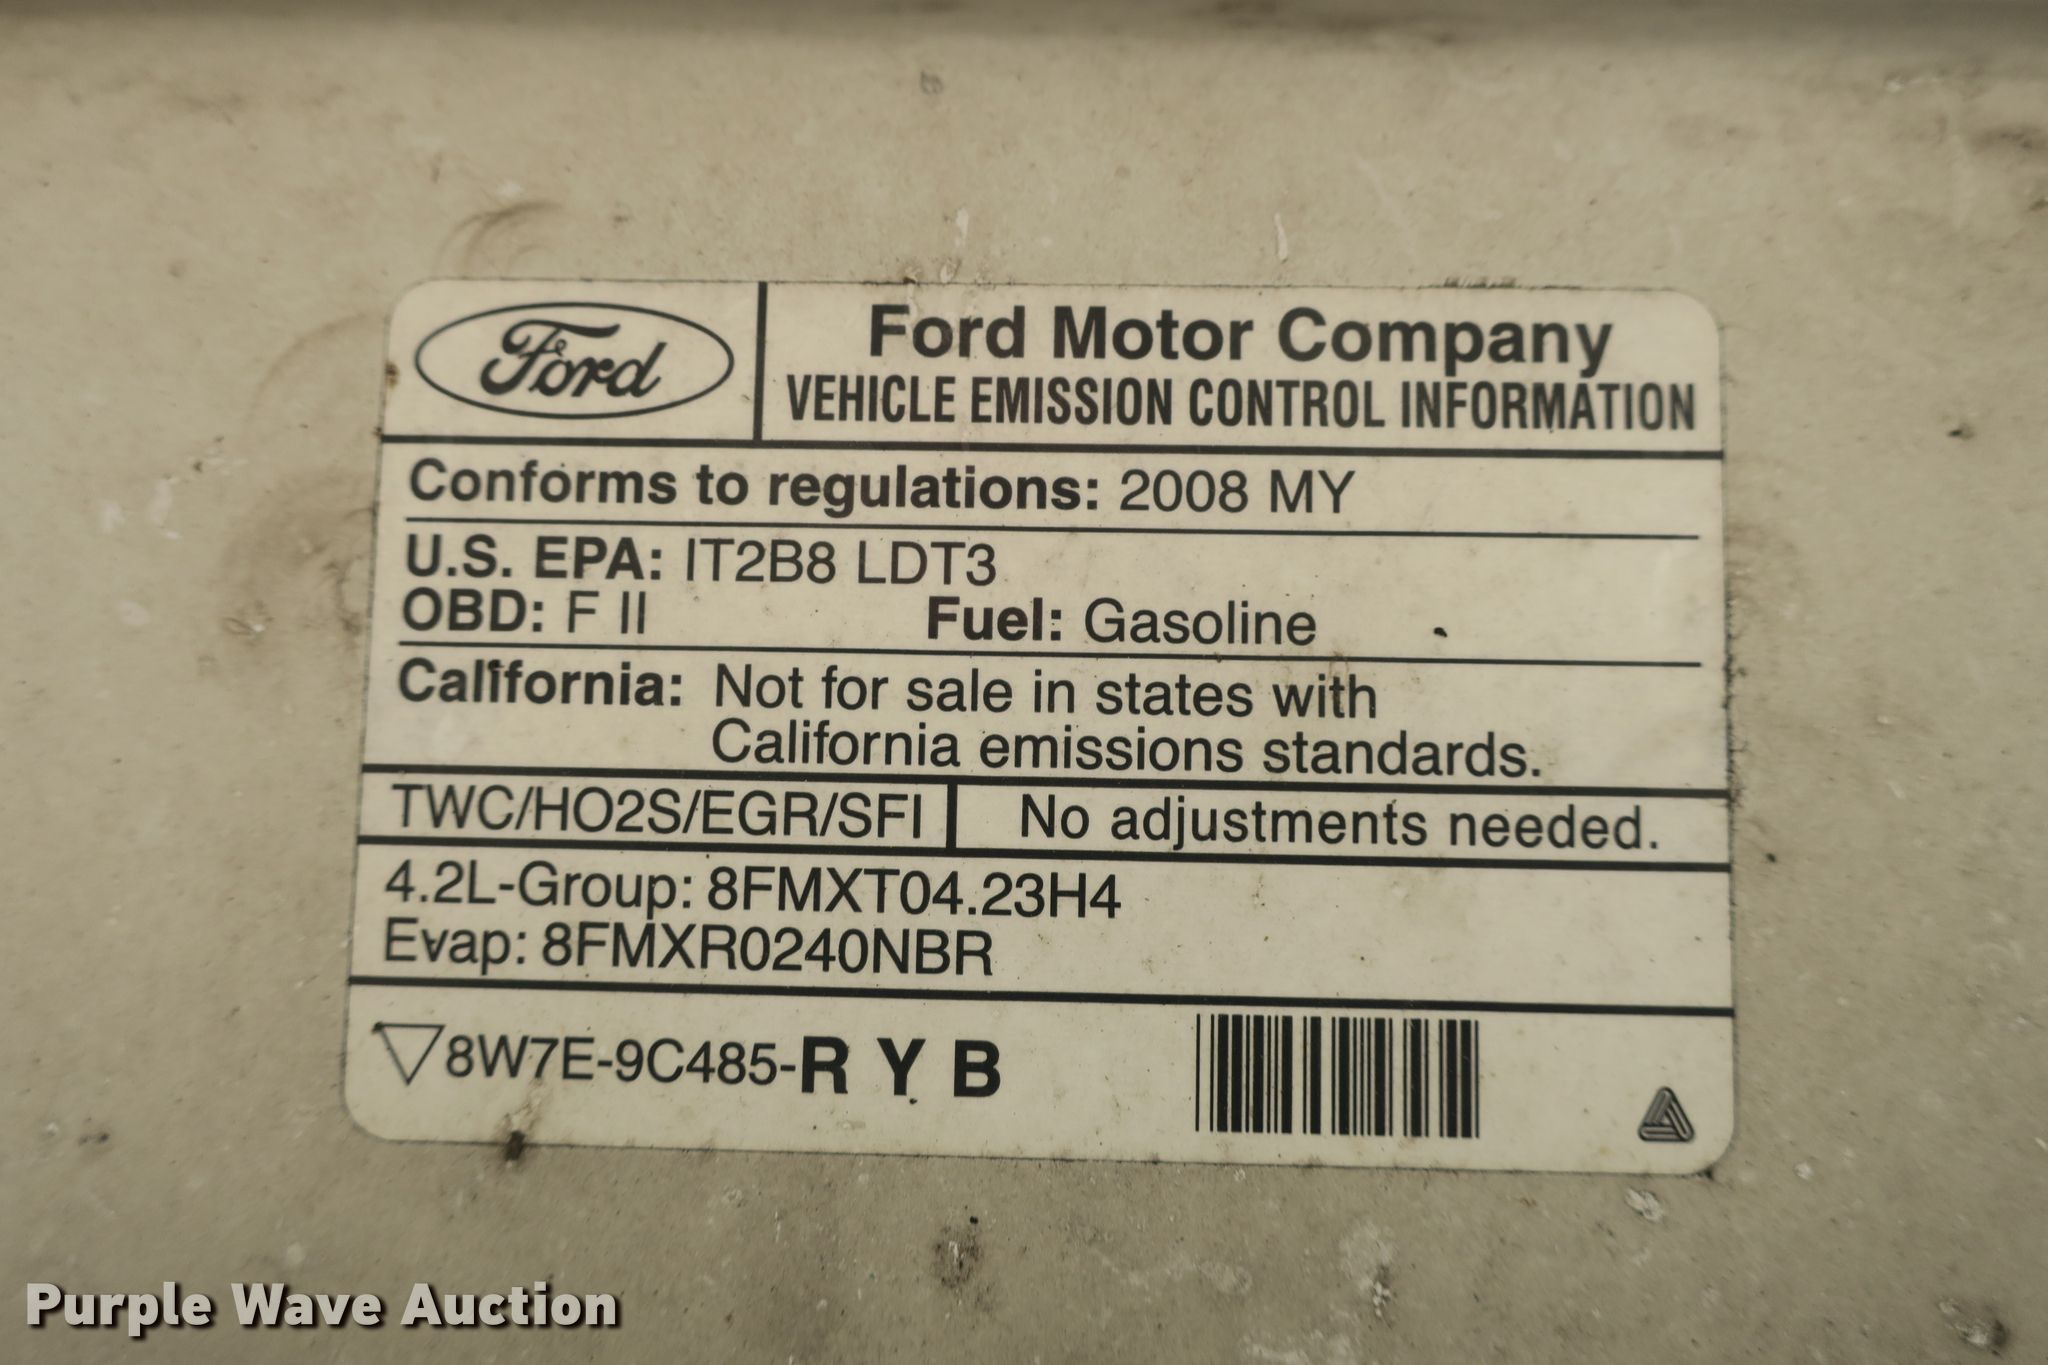 Ford
Ford Motor Company
VEHICLE EMISSION CONTROL INFORMATION
Conforms to regulations: 2008 MY
U.S. EPA: IT2B8 LDT3
OBD: F II Fuel: Gasoline
California: Not for sale in states with
California emissions standards.
TWC/HO2S/EGR/SFI No adjustments needed.
4.2L-Group: 8FMXT04.23H4
Evap: 8FMXR0240NBR
8W7E-9C485-R Y B
Purple Wave Auction